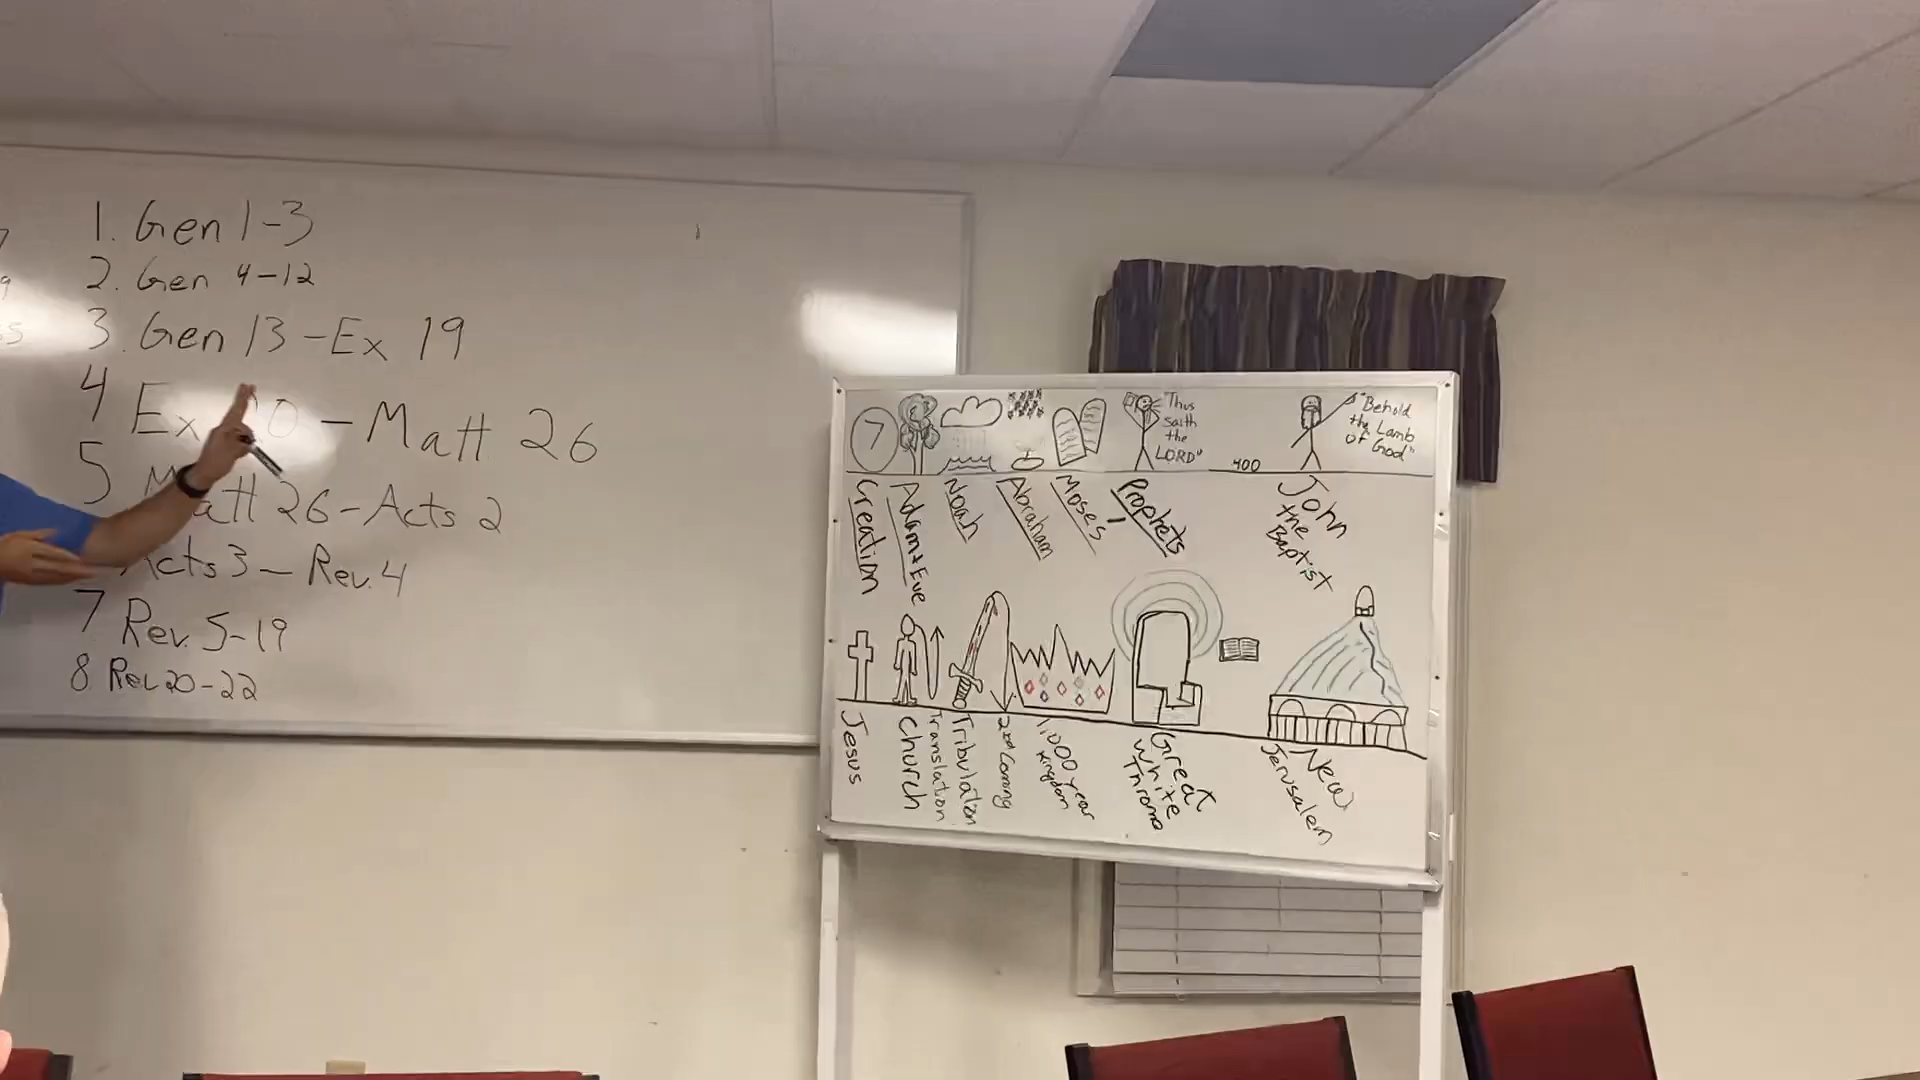 1. Gen 1-3
2. Gen 4-12
3. Gen 13-Ex 19
4 Ex 0 - Matt 26
5 Matt 26-Acts 2
Acts 3 - Rev. 4
7 Rev. 5-19
8 Rev 20-22
7
"Thus
saith
the
LORD"
400
"Behold
the Lamb
of God"
Creation
Adam + Eve
Noah
Abraham
Moses
Prophets
John
the
Baptist
Jesus
Church
Translation
Tribulation
2nd Coming
1,000 year
Kingdom
Great
White
Throne
New
Jerusalem